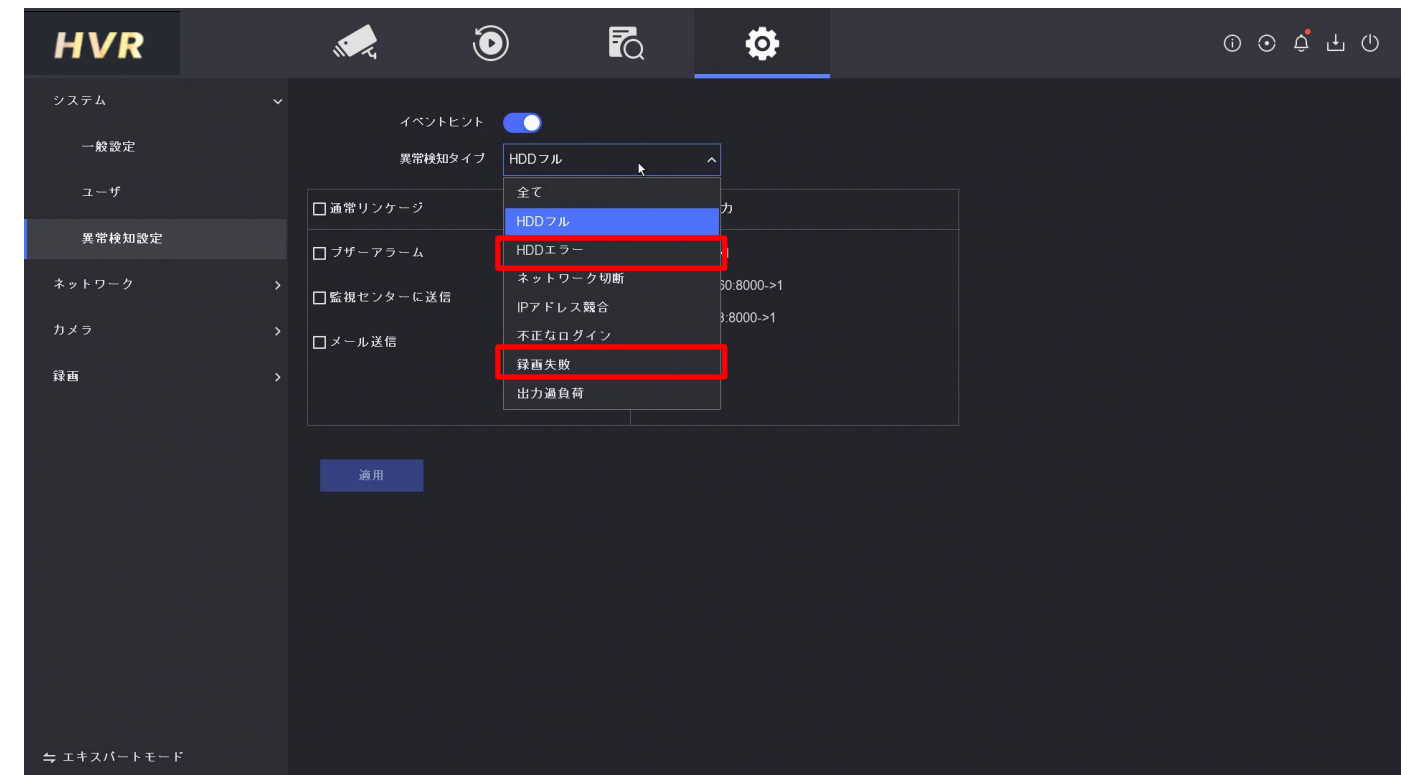 HVR
システム
一般設定
ユーザ
異常検知設定
ネットワーク
カメラ
録画
エキスパートモード
イベントヒント
異常検知タイプ HDDフル
全て
HDDフル
HDDエラー
ネットワーク切断
IPアドレス競合
不正なログイン
録画失敗
出力過負荷
通常リンケージ
力
ブザーアラーム
監視センターに送信
:8000->1
メール送信
:8000->1
適用